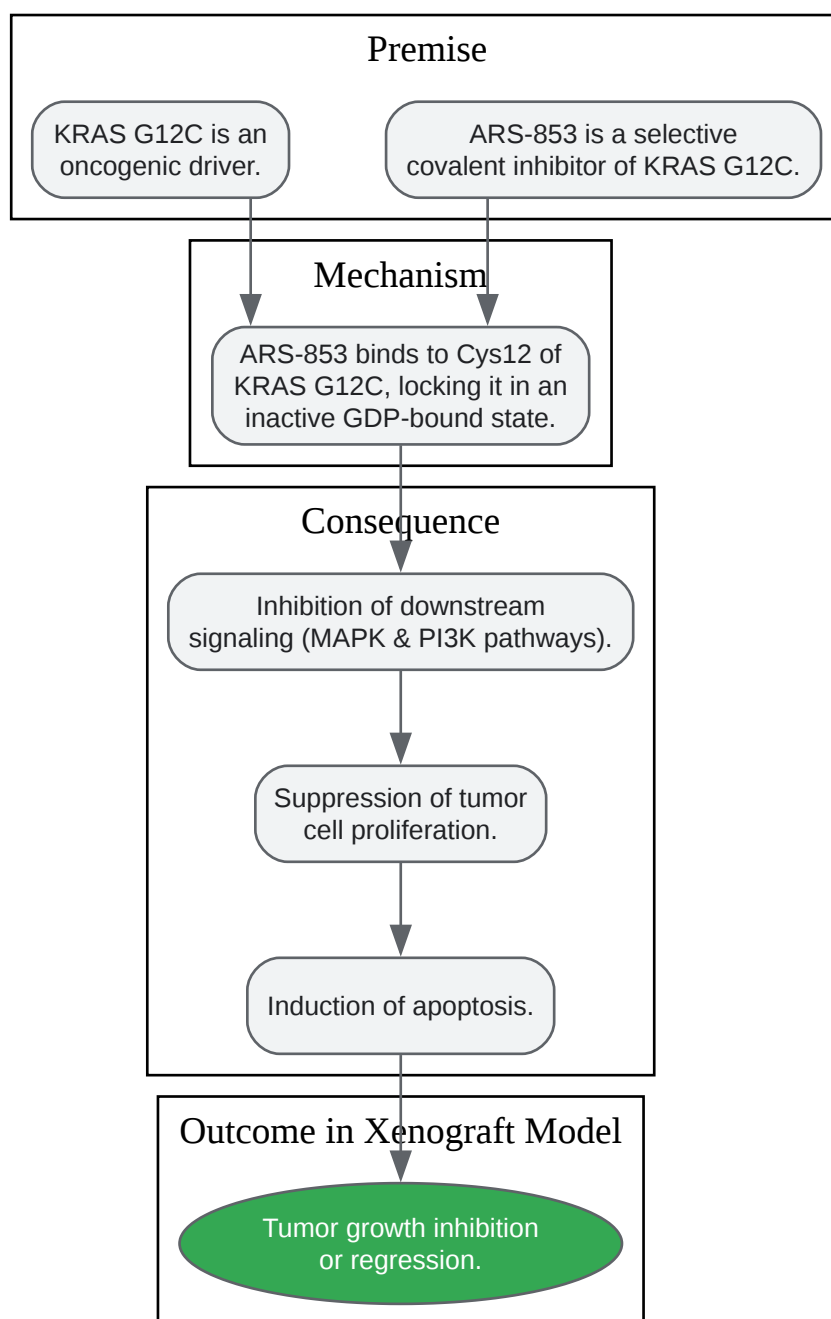 Premise
KRAS G12C is an
oncogenic driver.
ARS-853 is a selective
covalent inhibitor of KRAS G12C.
Mechanism
ARS-853 binds to Cys12 of
KRAS G12C, locking it in an
inactive GDP-bound state.
Consequence
Inhibition of downstream
signaling (MAPK & PI3K pathways).
Suppression of tumor
cell proliferation.
Induction of apoptosis.
Outcome in Xenograft Model
Tumor growth inhibition
or regression.